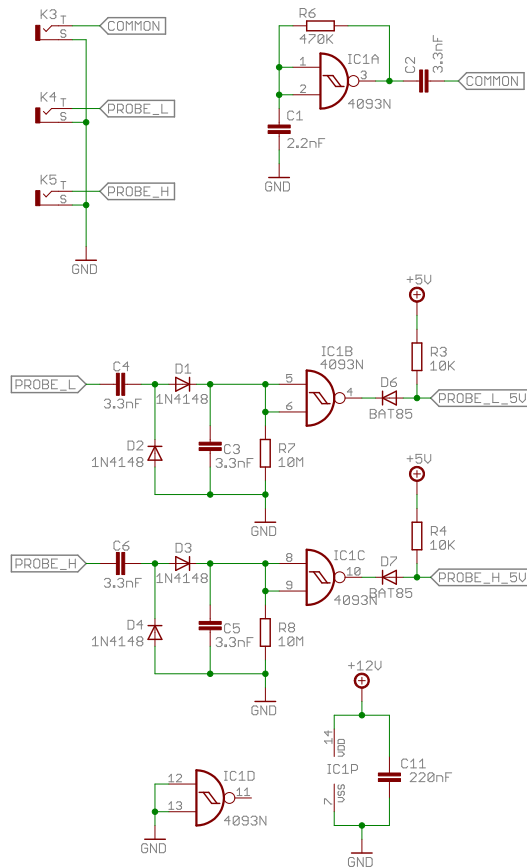 K3
T
S
COMMON
K4
T
S
PROBE_L
K5
T
S
PROBE_H
GND
R6
470K
IC1A
1
2
3
4093N
C1
2.2nF
GND
C2
3.3nF
COMMON
+5V
R3
10K
PROBE_L
C4
3.3nF
D1
1N4148
D2
1N4148
C3
3.3nF
R7
10M
GND
IC1B
4093N
5
6
4
D6
BAT85
PROBE_L_5V
+5V
R4
10K
PROBE_H
C6
3.3nF
D3
1N4148
D4
1N4148
C5
3.3nF
R8
10M
GND
8
9
IC1C
10
4093N
D7
BAT85
PROBE_H_5V
+12V
14
VDD
IC1P
7
VSS
C11
220nF
GND
12
13
IC1D
11
4093N
GND